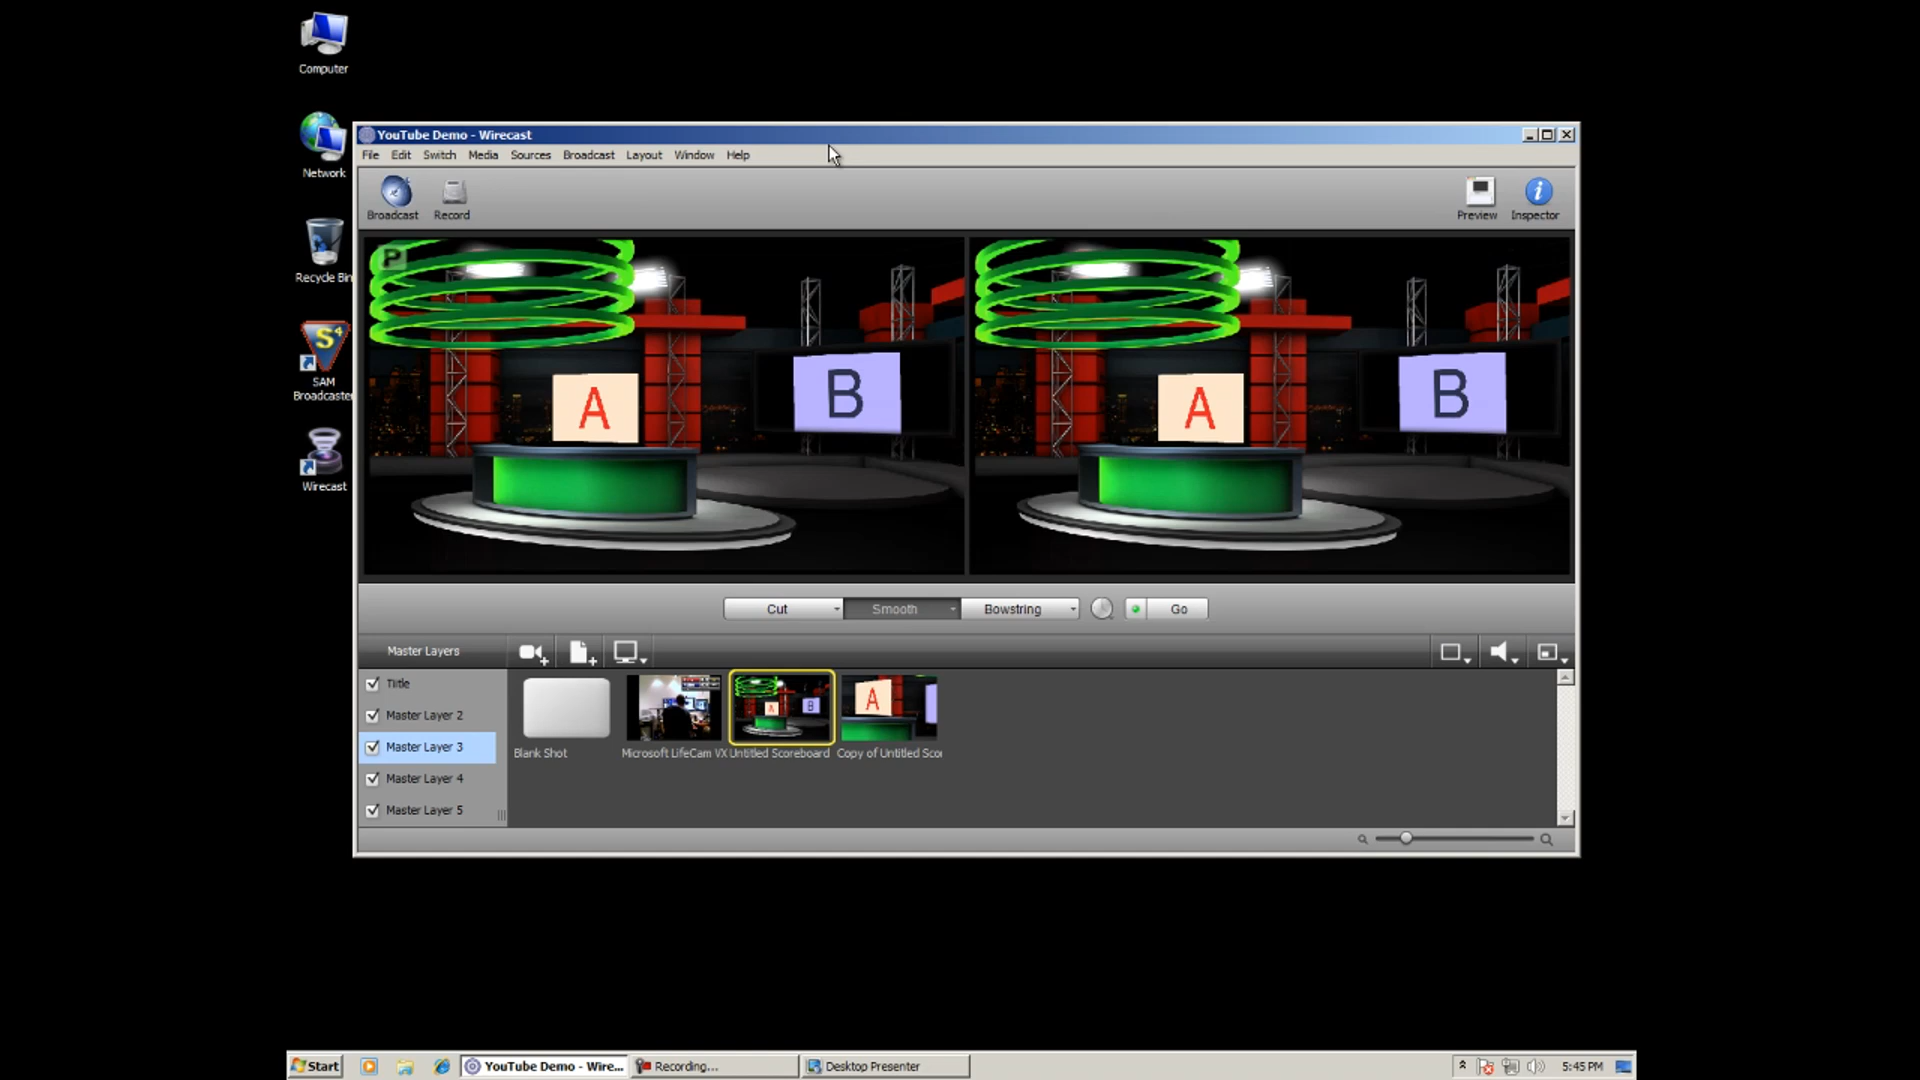 Computer
Network
Recycle Bin
S4
SAM
Broadcaster
Wirecast
YouTube Demo - Wirecast
File Edit Switch Media Sources Broadcast Layout Window Help
Broadcast Record Preview Inspector
P
A B
A B
Cut Smooth Bowstring Go
Master Layers
Title
Master Layer 2
Master Layer 3
Master Layer 4
Master Layer 5
A B
A
Blank Shot Microsoft LifeCam VX Untitled Scoreboard Copy of Untitled Scor
Start YouTube Demo - Wire... Recording... Desktop Presenter 5:45 PM